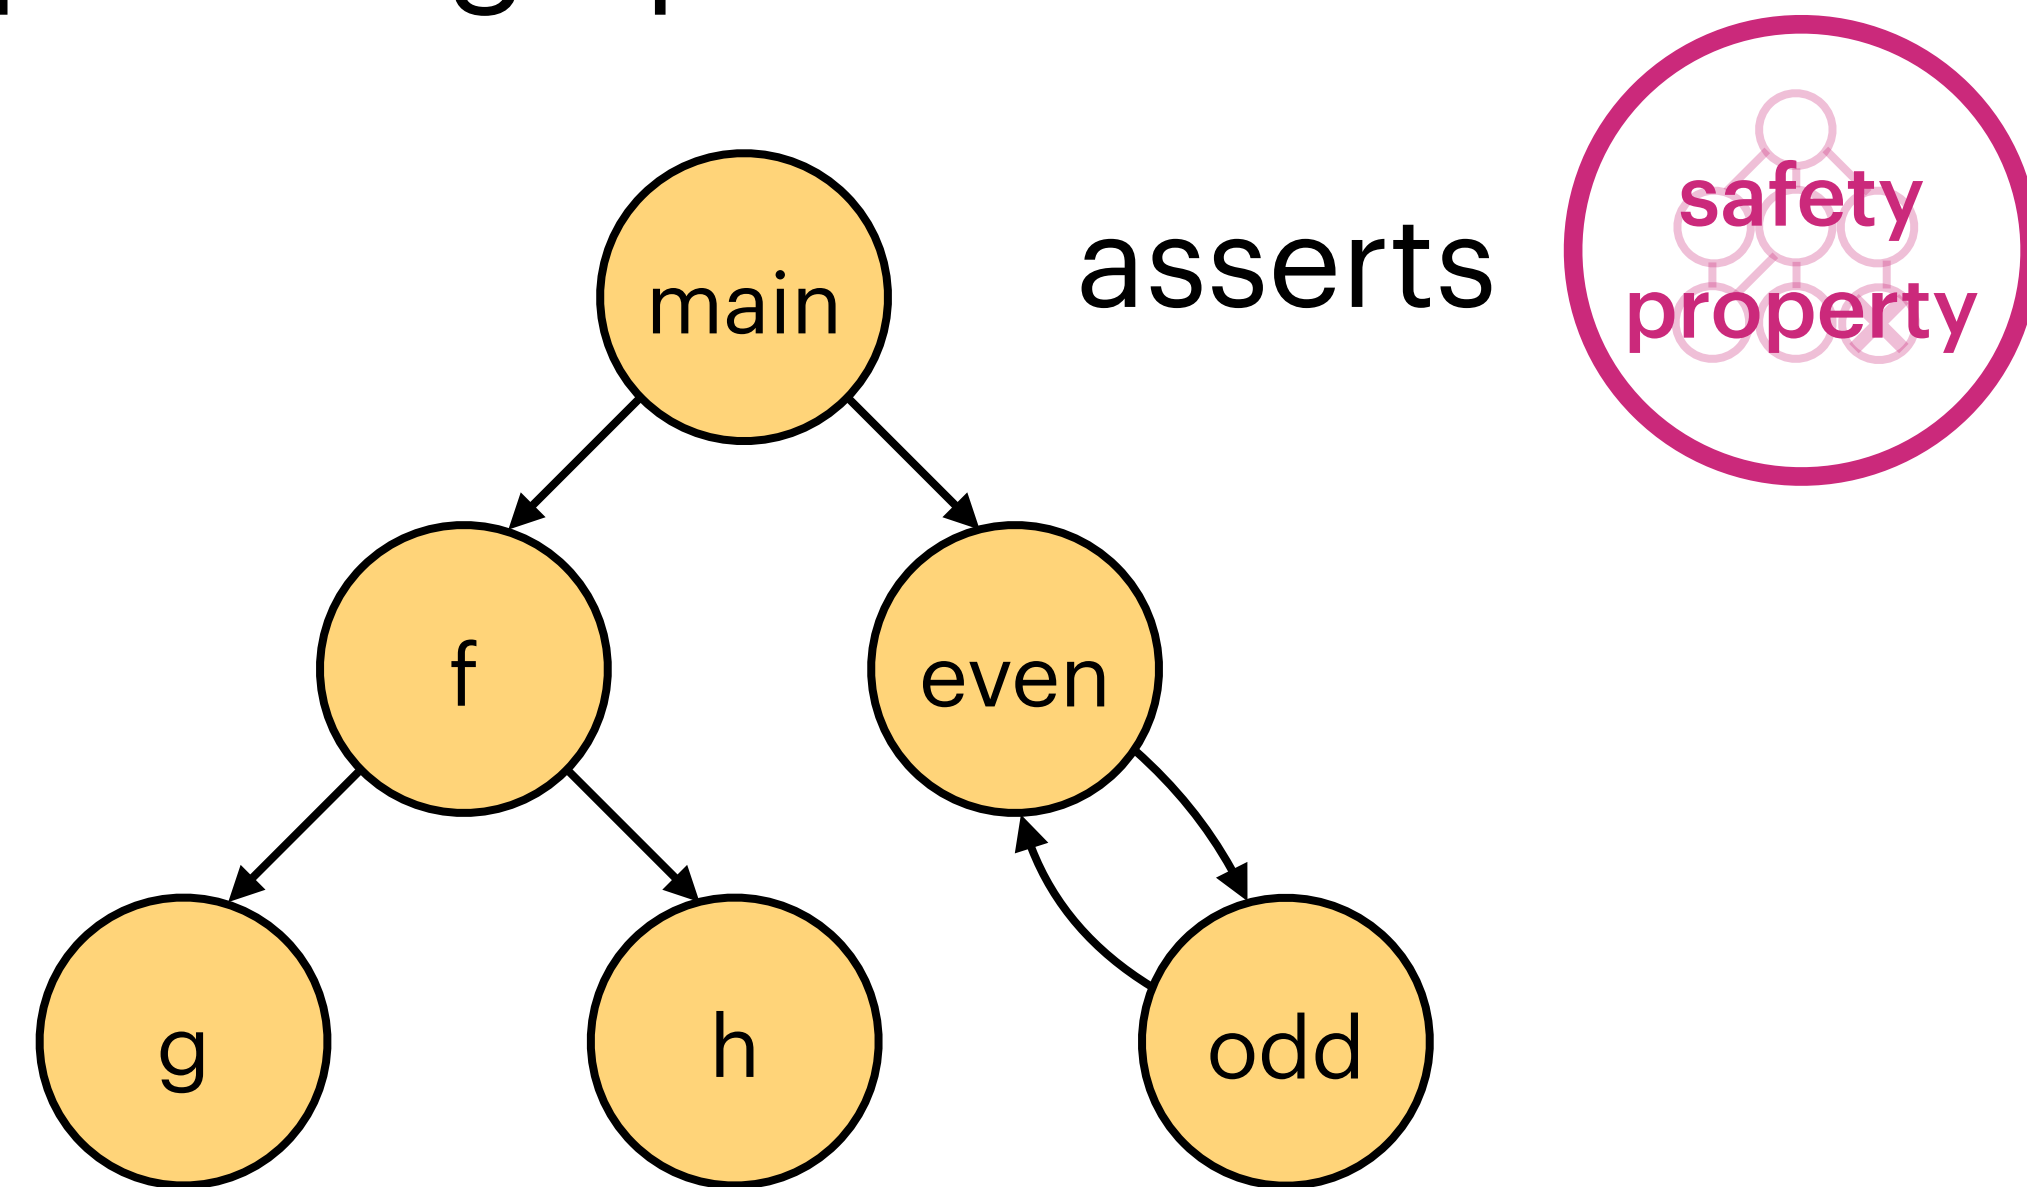 main
asserts
safety
property
f
even
g
h
odd